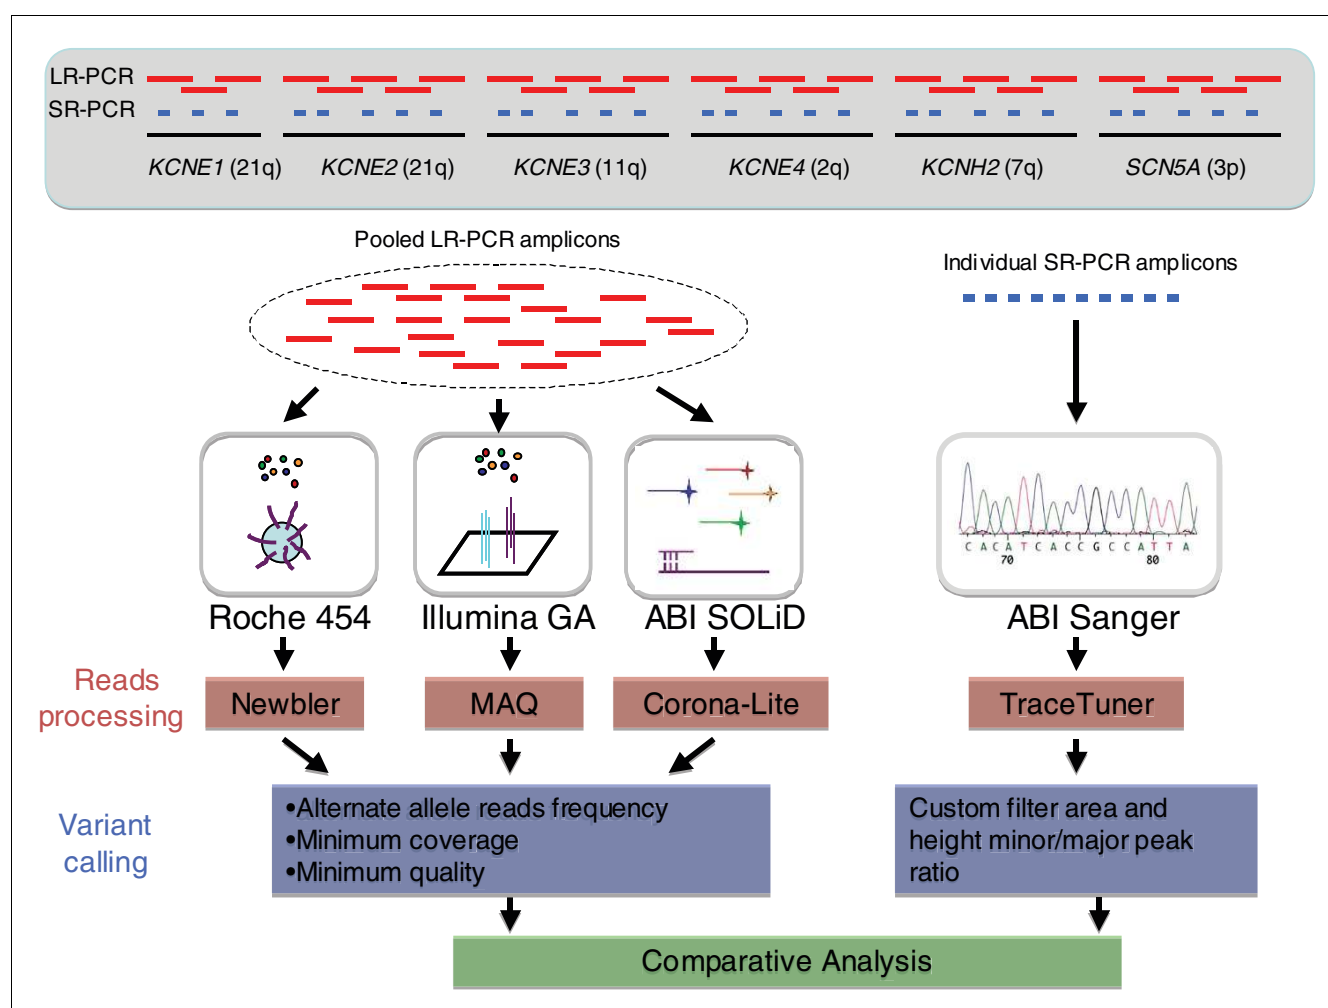 LR-PCR
SR-PCR
KCNE1 (21q) KCNE2 (21q) KCNE3 (11q) KCNE4 (2q) KCNH2 (7q) SCN5A (3p)
Pooled LR-PCR amplicons
Individual SR-PCR amplicons
C A C A T C A C C G C C A T T A
70 80
Roche 454 Illumina GA ABI SOLiD ABI Sanger
Reads
processing
Newbler MAQ Corona-Lite TraceTuner
Variant
calling
•Alternate allele reads frequency
•Minimum coverage
•Minimum quality
Custom filter area and
height minor/major peak
ratio
Comparative Analysis